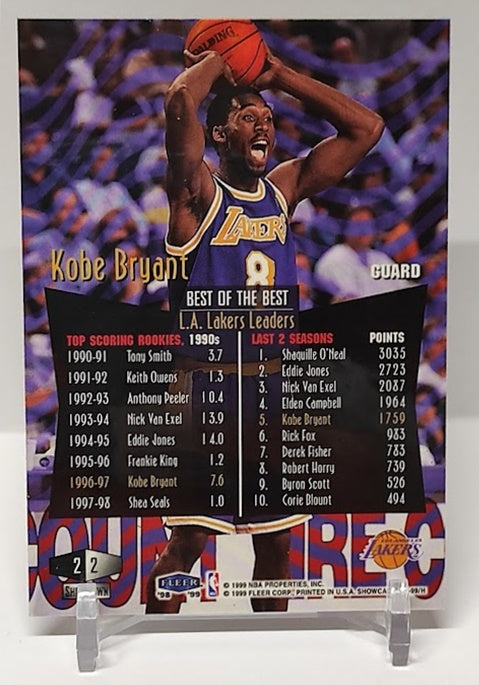 SPALDING
LAKERS
8
Kobe Bryant
GUARD
BEST OF THE BEST
L.A. Lakers Leaders
TOP SCORING ROOKIES, 1990s
1990-91 Tony Smith 3.7
1991-92 Keith Owens 1.3
1992-93 Anthony Peeler 10.4
1993-94 Nick Van Exel 13.9
1994-95 Eddie Jones 14.0
1995-96 Frankie King 1.2
1996-97 Kobe Bryant 7.6
1997-98 Shea Seals 1.0
LAST 2 SEASONS POINTS
1. Shaquille O'Neal 3035
2. Eddie Jones 2723
3. Nick Van Exel 2087
4. Elden Campbell 1964
5. Kobe Bryant 1759
6. Rick Fox 983
7. Derek Fisher 783
8. Robert Horry 739
9. Byron Scott 526
10. Corie Blount 494
LOS ANGELES
LAKERS
2 2
FLEER
'98 '99
NBA
© 1999 NBA PROPERTIES, INC.
© 1999 FLEER CORP., PRINTED IN U.S.A.